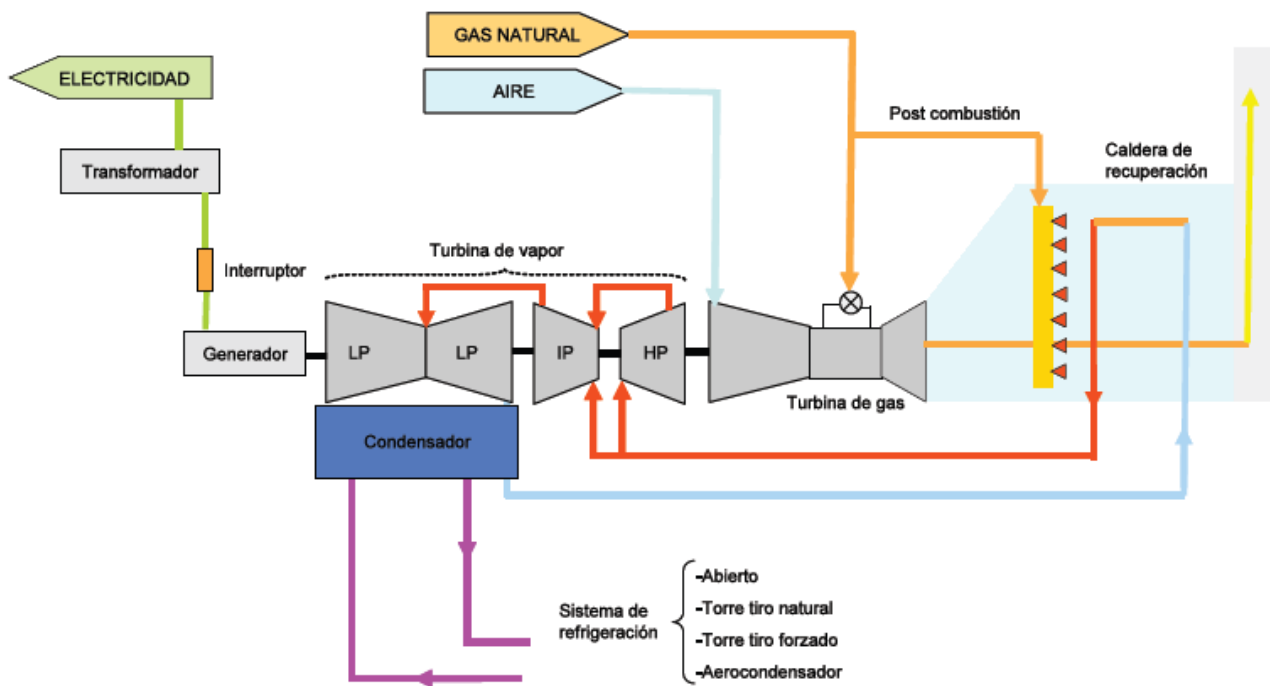 GAS NATURAL
ELECTRICIDAD
AIRE
Post combustión
Transformador
Caldera de
recuperación
Turbina de vapor
Interruptor
Generador
LP
LP
IP
HP
Turbina de gas
Condensador
Sistema de
refrigeración
-Abierto
-Torre tiro natural
-Torre tiro forzado
-Aerocondensador